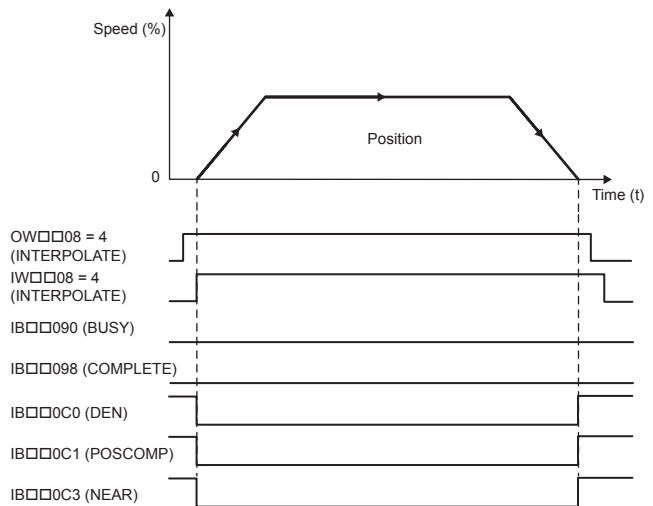 Speed (%)
Position
0
Time (t)
OW□□08 = 4
(INTERPOLATE)
IW□□08 = 4
(INTERPOLATE)
IB□□090 (BUSY)
IB□□098 (COMPLETE)
IB□□0C0 (DEN)
IB□□0C1 (POSCOMP)
IB□□0C3 (NEAR)